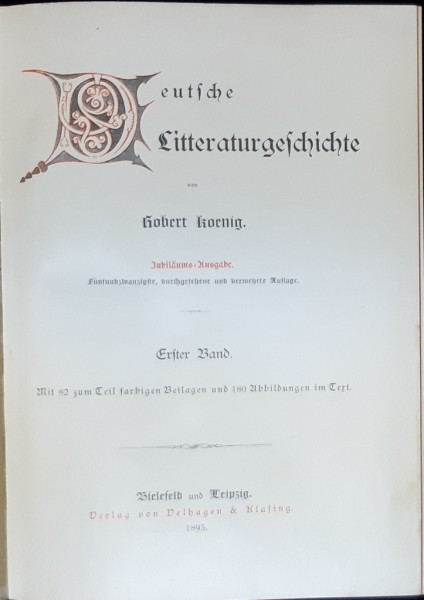 Deutſche
Litteraturgeſchichte
von
Robert Koenig.
Jubiläums-Ausgabe.
Fünfundzwanzigſte, durchgeſehene und vermehrte Auflage.
Erſter Band.
Mit 82 zum Teil farbigen Beilagen und 180 Abbildungen im Text.
Bielefeld und Leipzig.
Verlag von Velhagen & Klaſing.
1895.